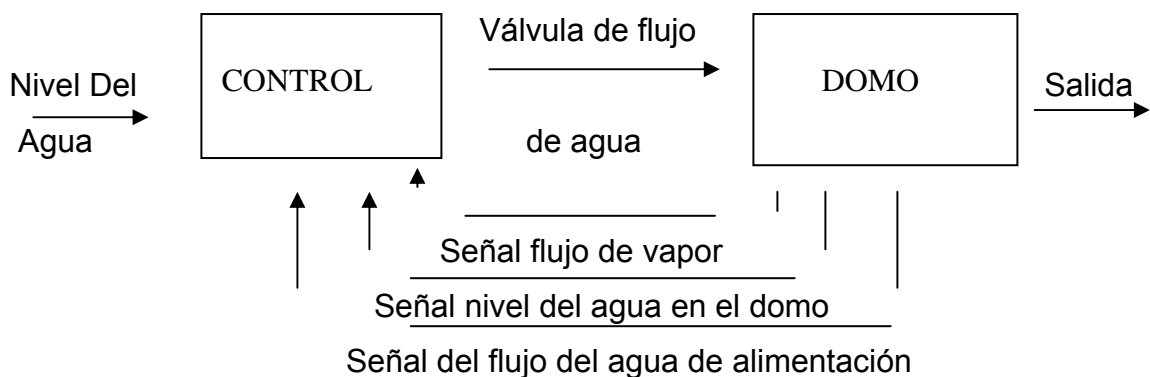 Nivel Del
Agua
CONTROL
Válvula de flujo
de agua
DOMO
Salida
Señal flujo de vapor
Señal nivel del agua en el domo
Señal del flujo del agua de alimentación